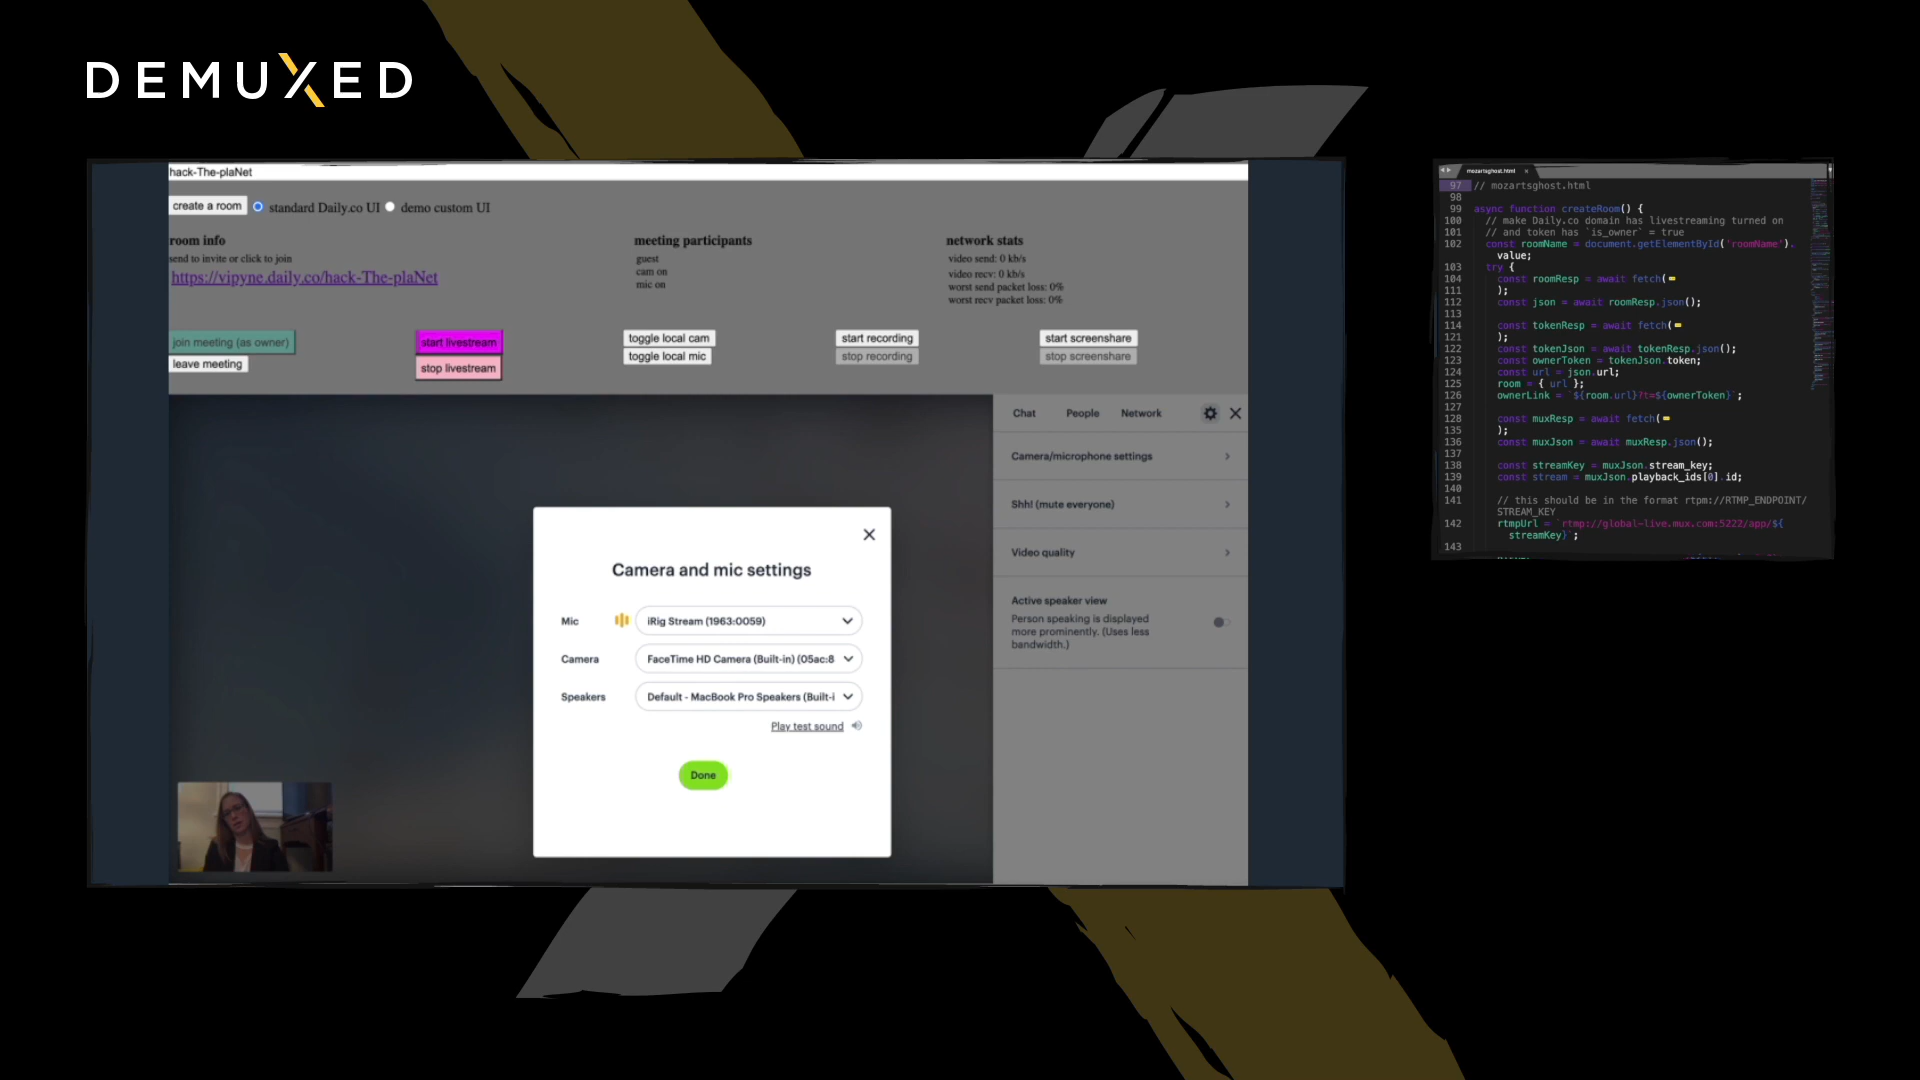 DEMUXED
hack-The-plaNet
create a room standard Daily.co UI demo custom UI
room info
send to invite or click to join
https://vjpyne.daily.co/hack-The-plaNet
meeting participants
guest
cam on
mic on
network stats
video send: 0 kb/s
video recv: 0 kb/s
worst send packet loss: 0%
worst recv packet loss: 0%
join meeting (as owner)
leave meeting
start livestream
stop livestream
toggle local cam
toggle local mic
start recording
stop recording
start screenshare
stop screenshare
Chat People Network
Camera/microphone settings
Shh! (mute everyone)
Video quality
Active speaker view
Person speaking is displayed
more prominently. (Uses less
bandwidth.)
Camera and mic settings
Mic iRig Stream (1963:0059)
Camera FaceTime HD Camera (Built-in) (05ac:8
Speakers Default - MacBook Pro Speakers (Built-i
Play test sound
Done
mozartsghost.html
97 // mozartsghost.html
98
99 async function createRoom() {
100 // make Daily.co domain has livestreaming turned on
101 // and token has `is_owner` = true
102 const roomName = document.getElementById('roomName').
value;
103 try {
104 const roomResp = await fetch(
111 );
112 const json = await roomResp.json();
113
114 const tokenResp = await fetch(
121 );
122 const tokenJson = await tokenResp.json();
123 const ownerToken = tokenJson.token;
124 const url = json.url;
125 room = { url };
126 ownerLink = `${room.url}?t=${ownerToken}`;
127
128 const muxResp = await fetch(
135 );
136 const muxJson = await muxResp.json();
137
138 const streamKey = muxJson.stream_key;
139 const stream = muxJson.playback_ids[0].id;
140
141 // this should be in the format rtpm://RTMP_ENDPOINT/
STREAM_KEY
142 rtmpUrl = `rtmp://global-live.mux.com:5222/app/${
streamKey}`;
143